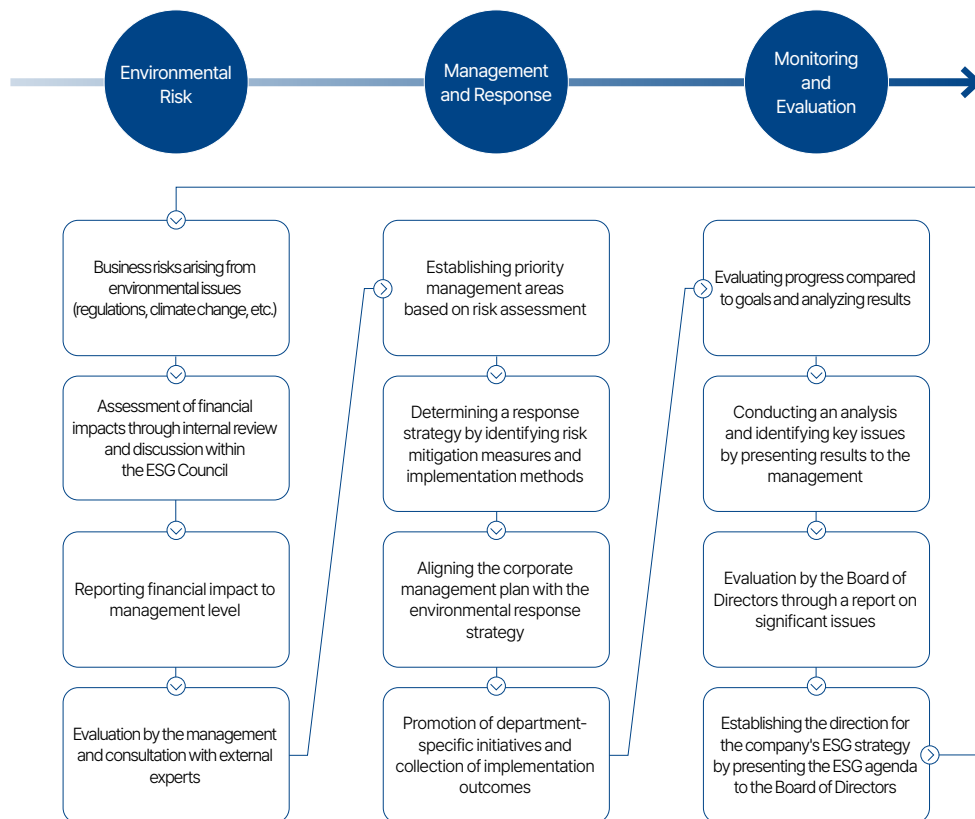 Environmental
Risk
Management
and Response
Monitoring
and
Evaluation
Business risks arising from
environmental issues
(regulations, climate change, etc.)
Assessment of financial
impacts through internal review
and discussion within
the ESG Council
Reporting financial impact to
management level
Evaluation by the management
and consultation with external
experts
Establishing priority
management areas
based on risk assessment
Determining a response
strategy by identifying risk
mitigation measures and
implementation methods
Aligning the corporate
management plan with the
environmental response
strategy
Promotion of department-
specific initiatives and
collection of implementation
outcomes
Evaluating progress compared
to goals and analyzing results
Conducting an analysis
and identifying key issues
by presenting results to the
management
Evaluation by the Board of
Directors through a report on
significant issues
Establishing the direction for
the company's ESG strategy
by presenting the ESG agenda
to the Board of Directors